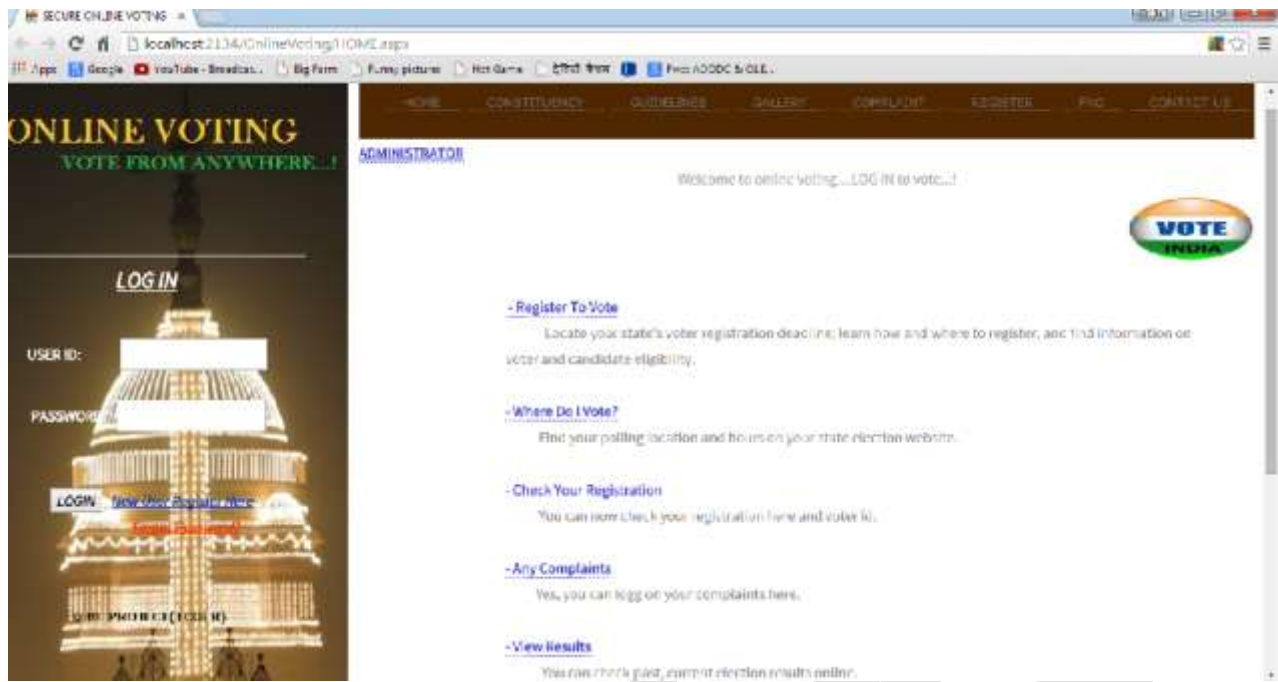 SECURE ONLINE VOTING
localhost:2134/OnlineVoting/HOME.aspx
Apps Google YouTube - Broadcas... Big Farm Funny pictures Hot Game
HOME CONSTITUENCY GUIDELINES GALLERY COMPLAINT REGISTER FAQ CONTACT US
ONLINE VOTING
VOTE FROM ANYWHERE...!
ADMINISTRATOR
Welcome to online voting....LOG IN to vote...!
VOTE
INDIA
LOG IN
USER ID:
PASSWORD
LOGIN New User Register Here
- Register To Vote
Locate your state's voter registration deadline, learn how and where to register, and find information on
voter and candidate eligibility.
- Where Do I Vote?
Find your polling location and hours on your state election website.
- Check Your Registration
You can now check your registration here and voter id.
- Any Complaints
Yes, you can logg on your complaints here.
- View Results
You can check past, current election results online.